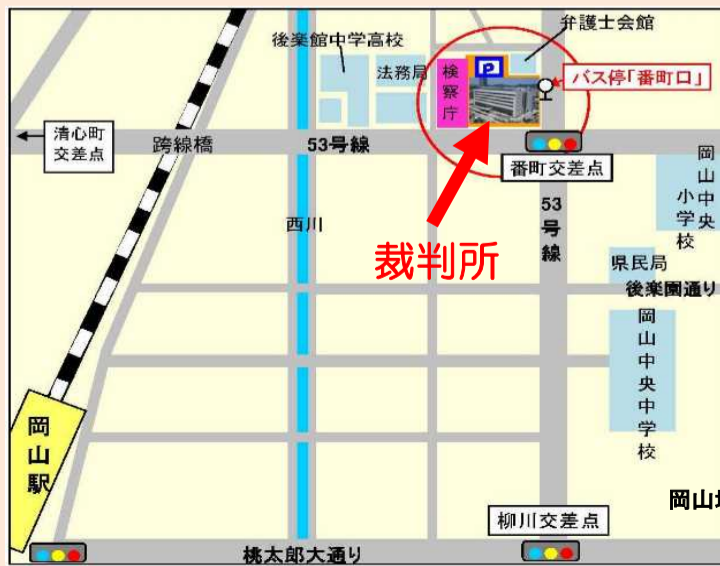 後楽館中学高校
弁護士会館
法務局
検察庁
P
バス停「番町口」
清心町
交差点
跨線橋
53号線
番町交差点
岡山中央
小学校
西川
53号線
裁判所
県民局
後楽園通り
岡山中央中学校
岡山駅
岡山
柳川交差点
桃太郎大通り